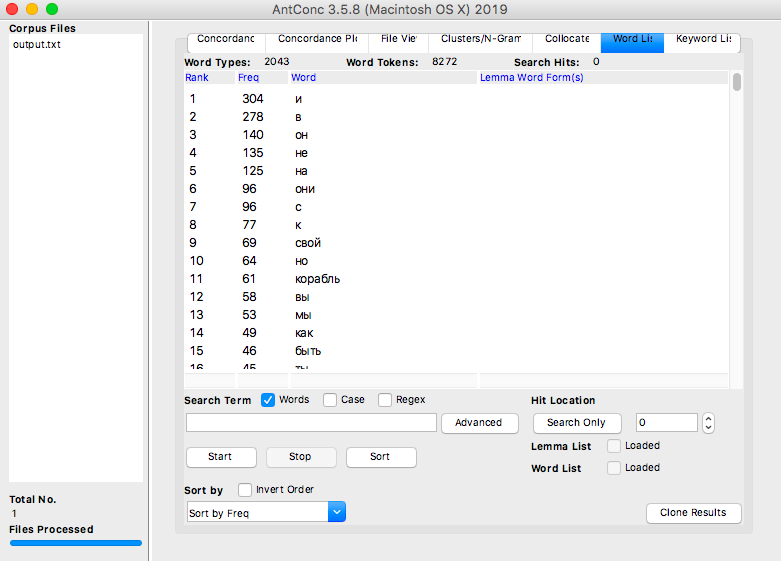 AntConc 3.5.8 (Macintosh OS X) 2019
Corpus Files
output.txt
Concordanc Concordance Plo File Viev Clusters/N-Gram Collocate Word Lis Keyword Lis
Word Types: 2043 Word Tokens: 8272 Search Hits: 0
Rank Freq Word Lemma Word Form(s)
1 304 и
2 278 в
3 140 он
4 135 не
5 125 на
6 96 они
7 96 с
8 77 к
9 69 свой
10 64 но
11 61 корабль
12 58 вы
13 53 мы
14 49 как
15 46 быть
16 45 ты
Search Term Words Case Regex Hit Location
Advanced Search Only 0
Lemma List Loaded
Start Stop Sort
Word List Loaded
Sort by Invert Order
Sort by Freq Clone Results
Total No.
1
Files Processed